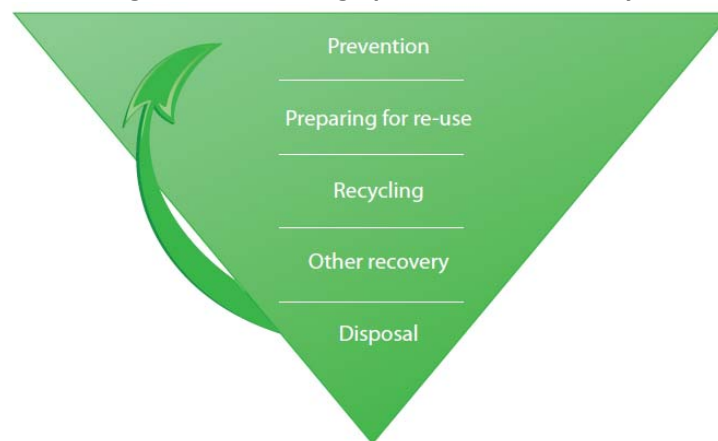 Prevention
Preparing for re-use
Recycling
Other recovery
Disposal